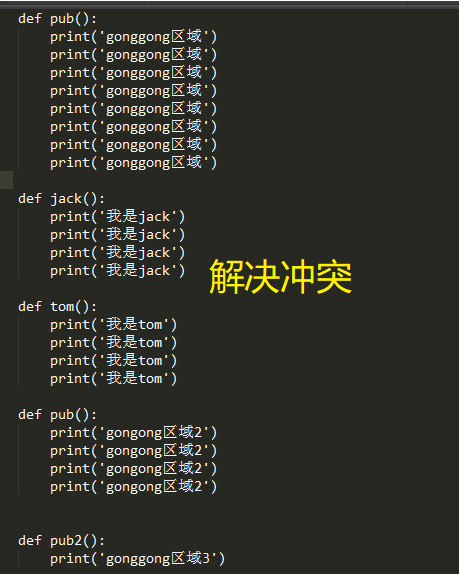 def pub():
    print('gonggong区域')
    print('gonggong区域')
    print('gonggong区域')
    print('gonggong区域')
    print('gonggong区域')
    print('gonggong区域')
    print('gonggong区域')
    print('gonggong区域')
def jack():
    print('我是jack')
    print('我是jack')
    print('我是jack')
    print('我是jack')
解决冲突
def tom():
    print('我是tom')
    print('我是tom')
    print('我是tom')
    print('我是tom')
def pub():
    print('gongong区域2')
    print('gongong区域2')
    print('gongong区域2')
    print('gongong区域2')
def pub2():
    print('gonggong区域3')